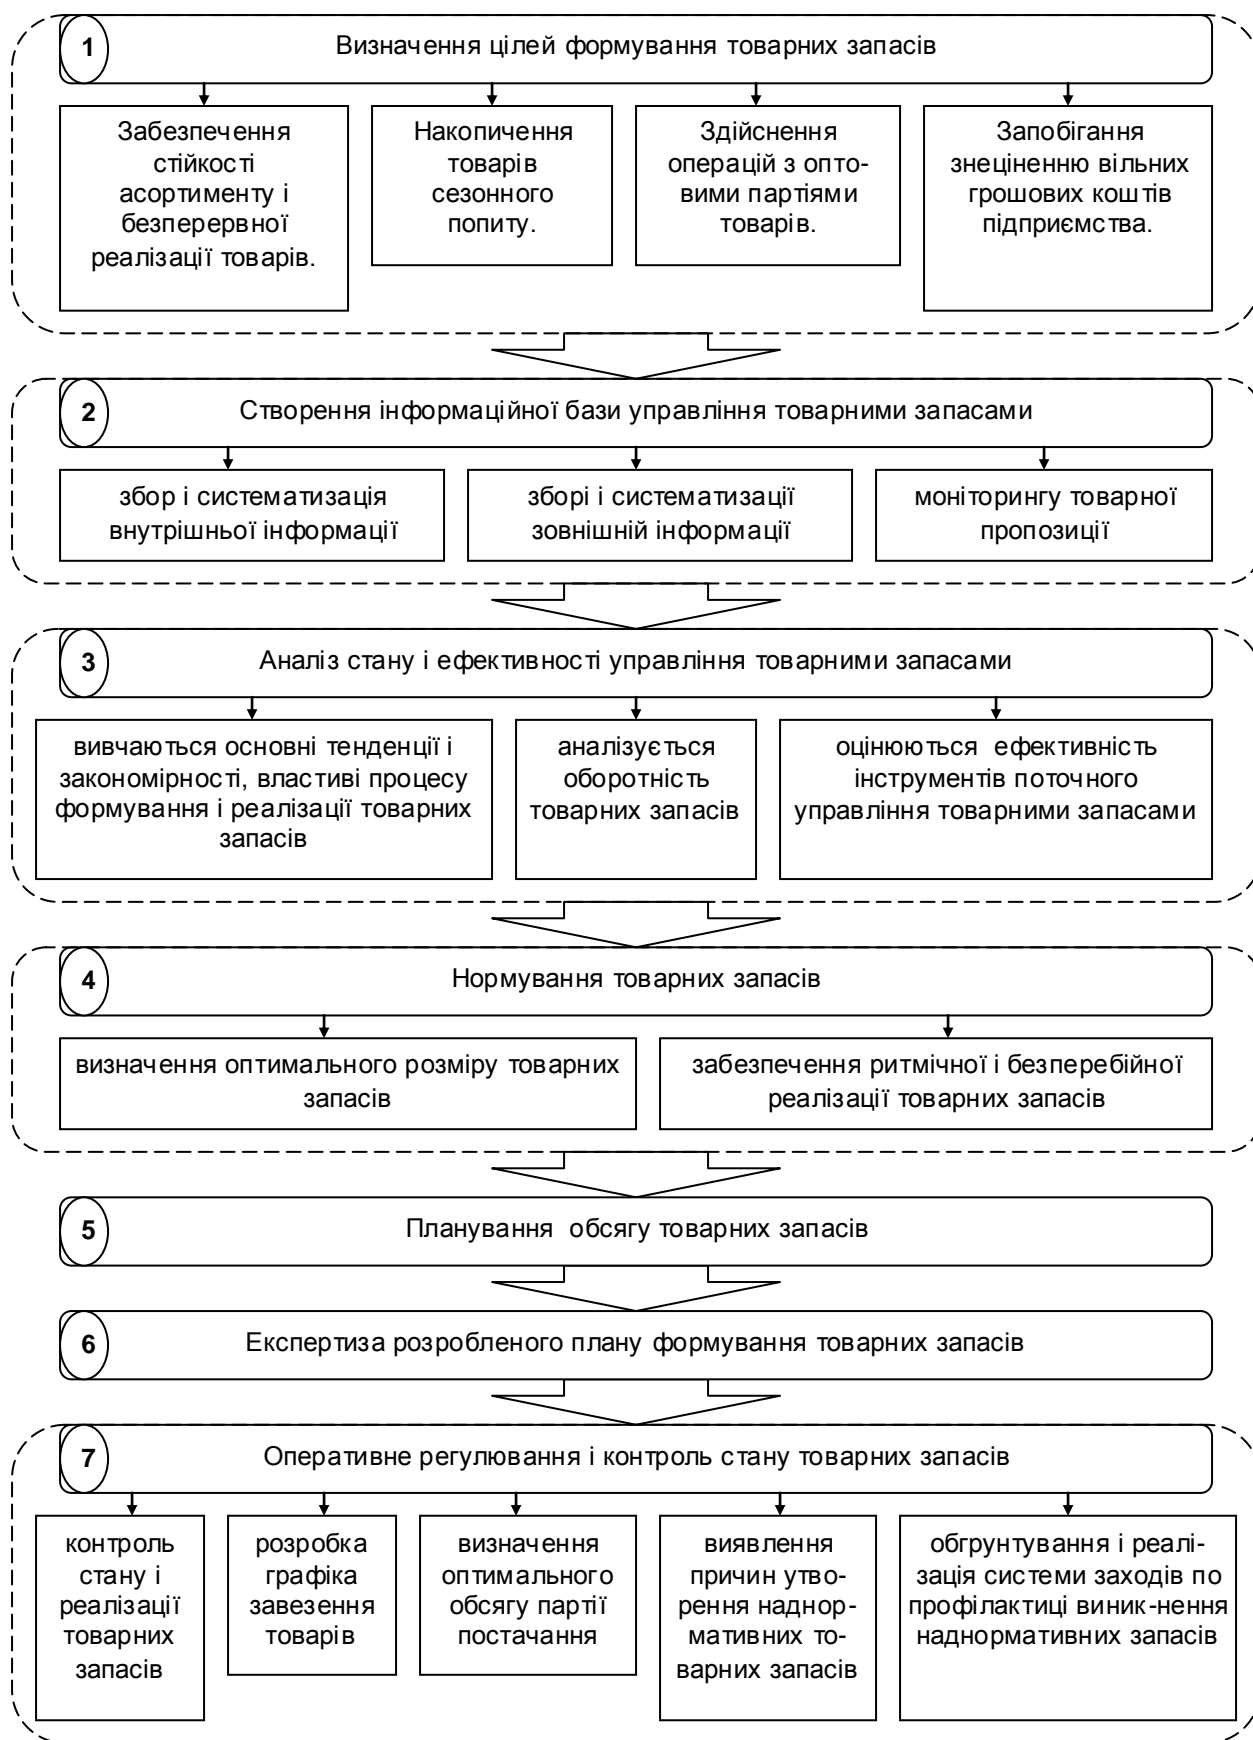 1
Визначення цілей формування товарних запасів
Забезпечення
стійкості
асортименту і
безперервної
реалізації товарів.
Накопичення
товарів
сезонного
попиту.
Здійснення
операцій з опто-
вими партіями
товарів.
Запобігання
знеціненню вільних
грошових коштів
підприємства.
2
Створення інформаційної бази управління товарними запасами
збор і систематизація
внутрішньої інформації
зборі і систематизації
зовнішній інформації
моніторингу товарної
пропозиції
3
Аналіз стану і ефективності управління товарними запасами
вивчаються основні тенденції і
закономірності, властиві процесу
формування і реалізації товарних
запасів
аналізується
оборотність
товарних запасів
оцінюються ефективність
інструментів поточного
управління товарними запасами
4
Нормування товарних запасів
визначення оптимального розміру товарних
запасів
забезпечення ритмічної і безперебійної
реалізації товарних запасів
5
Планування обсягу товарних запасів
6
Експертиза розробленого плану формування товарних запасів
7
Оперативне регулювання і контроль стану товарних запасів
контроль
стану і
реалізації
товарних
запасів
розробка
графіка
завезення
товарів
визначення
оптимального
обсягу партії
постачання
виявлення
причин утво-
рення наднор-
мативних то-
варних запасів
обгрунтування і реалі-
зація системи заходів по
профілактиці виник-нення
наднормативних запасів